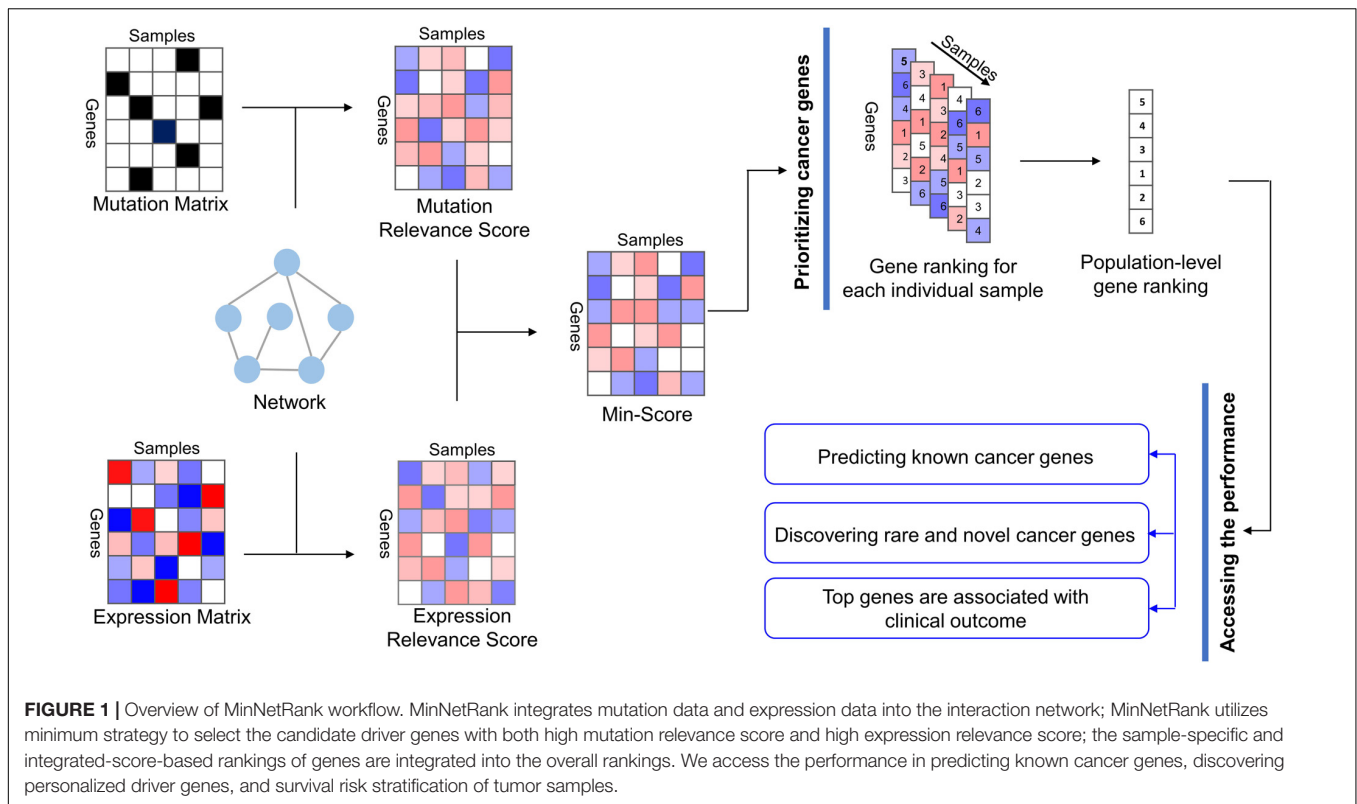 Samples
Genes
Mutation Matrix
Samples
Mutation
Relevance Score
Network
Samples
Genes
Expression Matrix
Samples
Genes
Expression
Relevance Score
Samples
Genes
Min-Score
Prioritizing cancer genes
Samples
Genes
5
6
4
1
2
3
3
4
1
5
2
6
1
3
2
4
5
6
4
6
5
1
3
2
6
1
5
2
3
4
Gene ranking for
each individual sample
5
4
3
1
2
6
Population-level
gene ranking
Accessing the performance
Predicting known cancer genes
Discovering rare and novel cancer genes
Top genes are associated with
clinical outcome
FIGURE 1 | Overview of MinNetRank workflow. MinNetRank integrates mutation data and expression data into the interaction network; MinNetRank utilizes
minimum strategy to select the candidate driver genes with both high mutation relevance score and high expression relevance score; the sample-specific and
integrated-score-based rankings of genes are integrated into the overall rankings. We access the performance in predicting known cancer genes, discovering
personalized driver genes, and survival risk stratification of tumor samples.